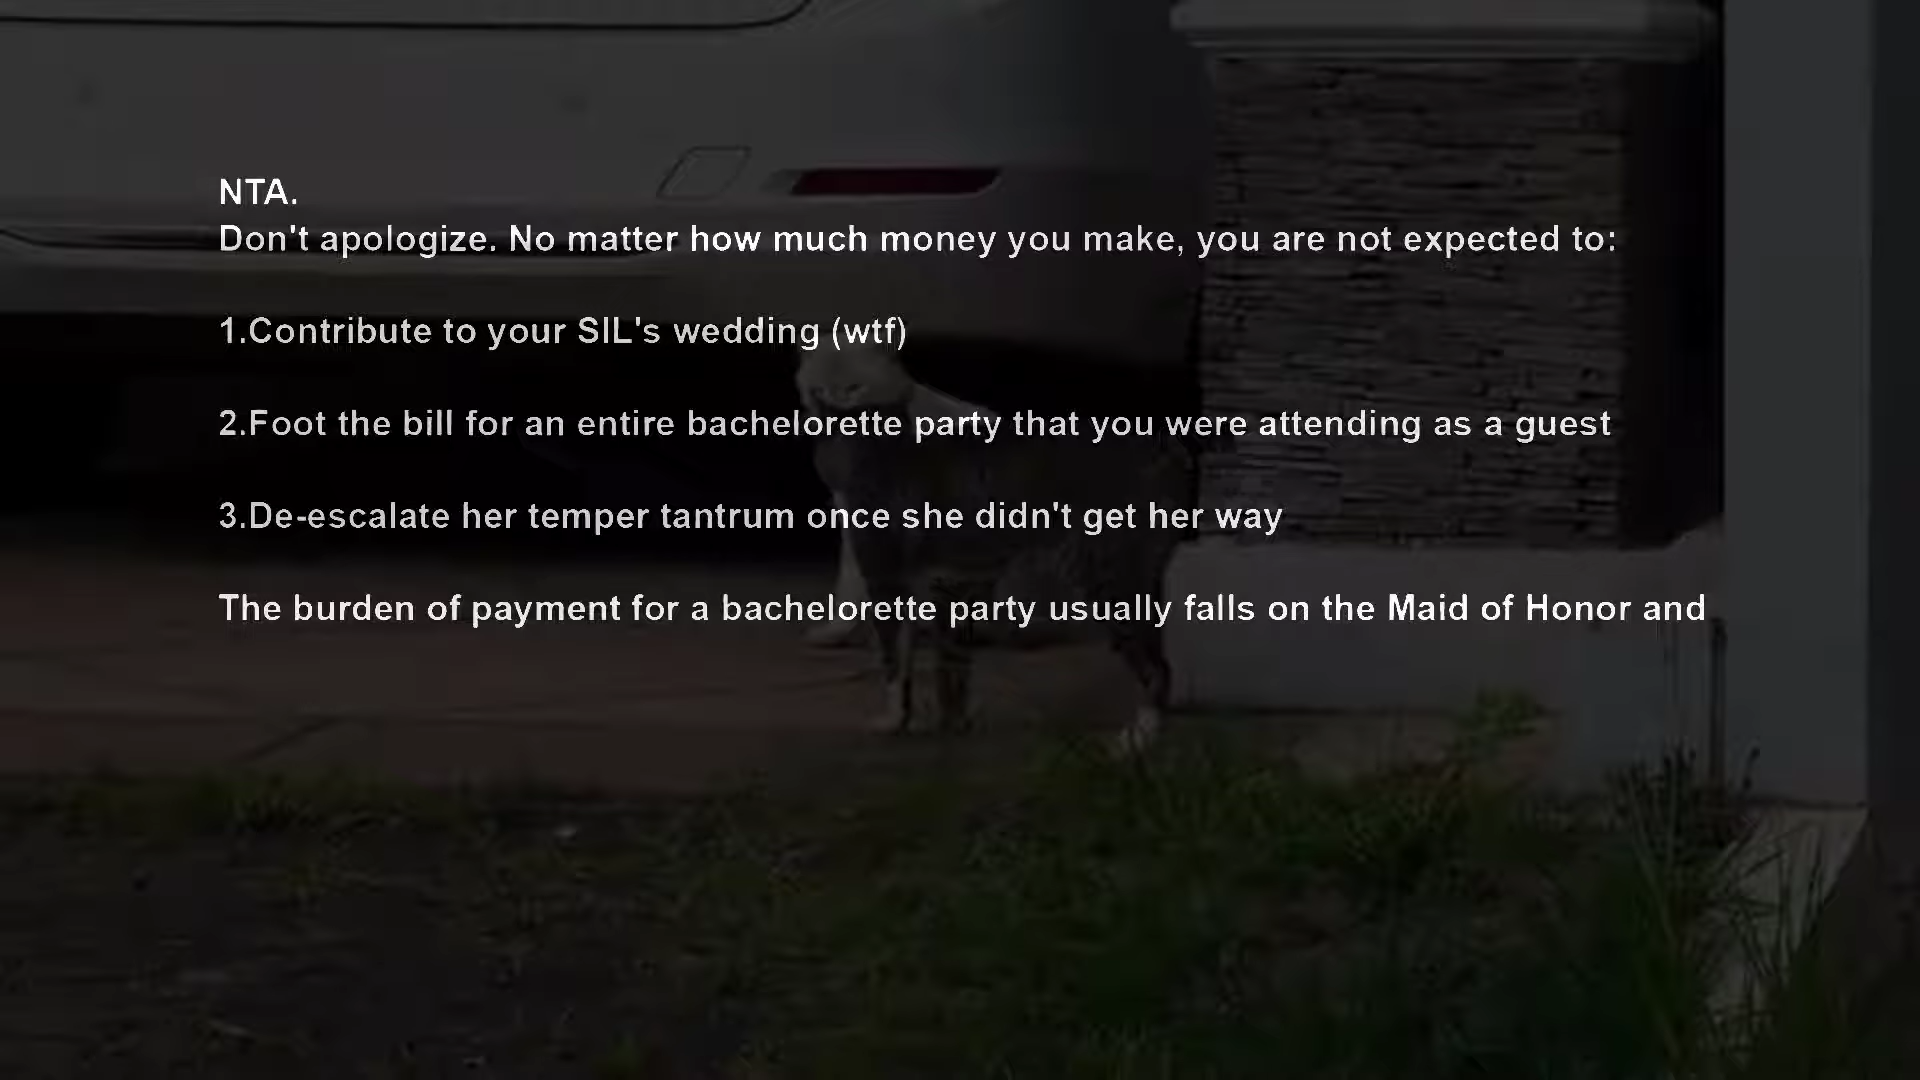 NTA.
Don't apologize. No matter how much money you make, you are not expected to:
1.Contribute to your SIL's wedding (wtf)
2.Foot the bill for an entire bachelorette party that you were attending as a guest
3.De-escalate her temper tantrum once she didn't get her way
The burden of payment for a bachelorette party usually falls on the Maid of Honor and